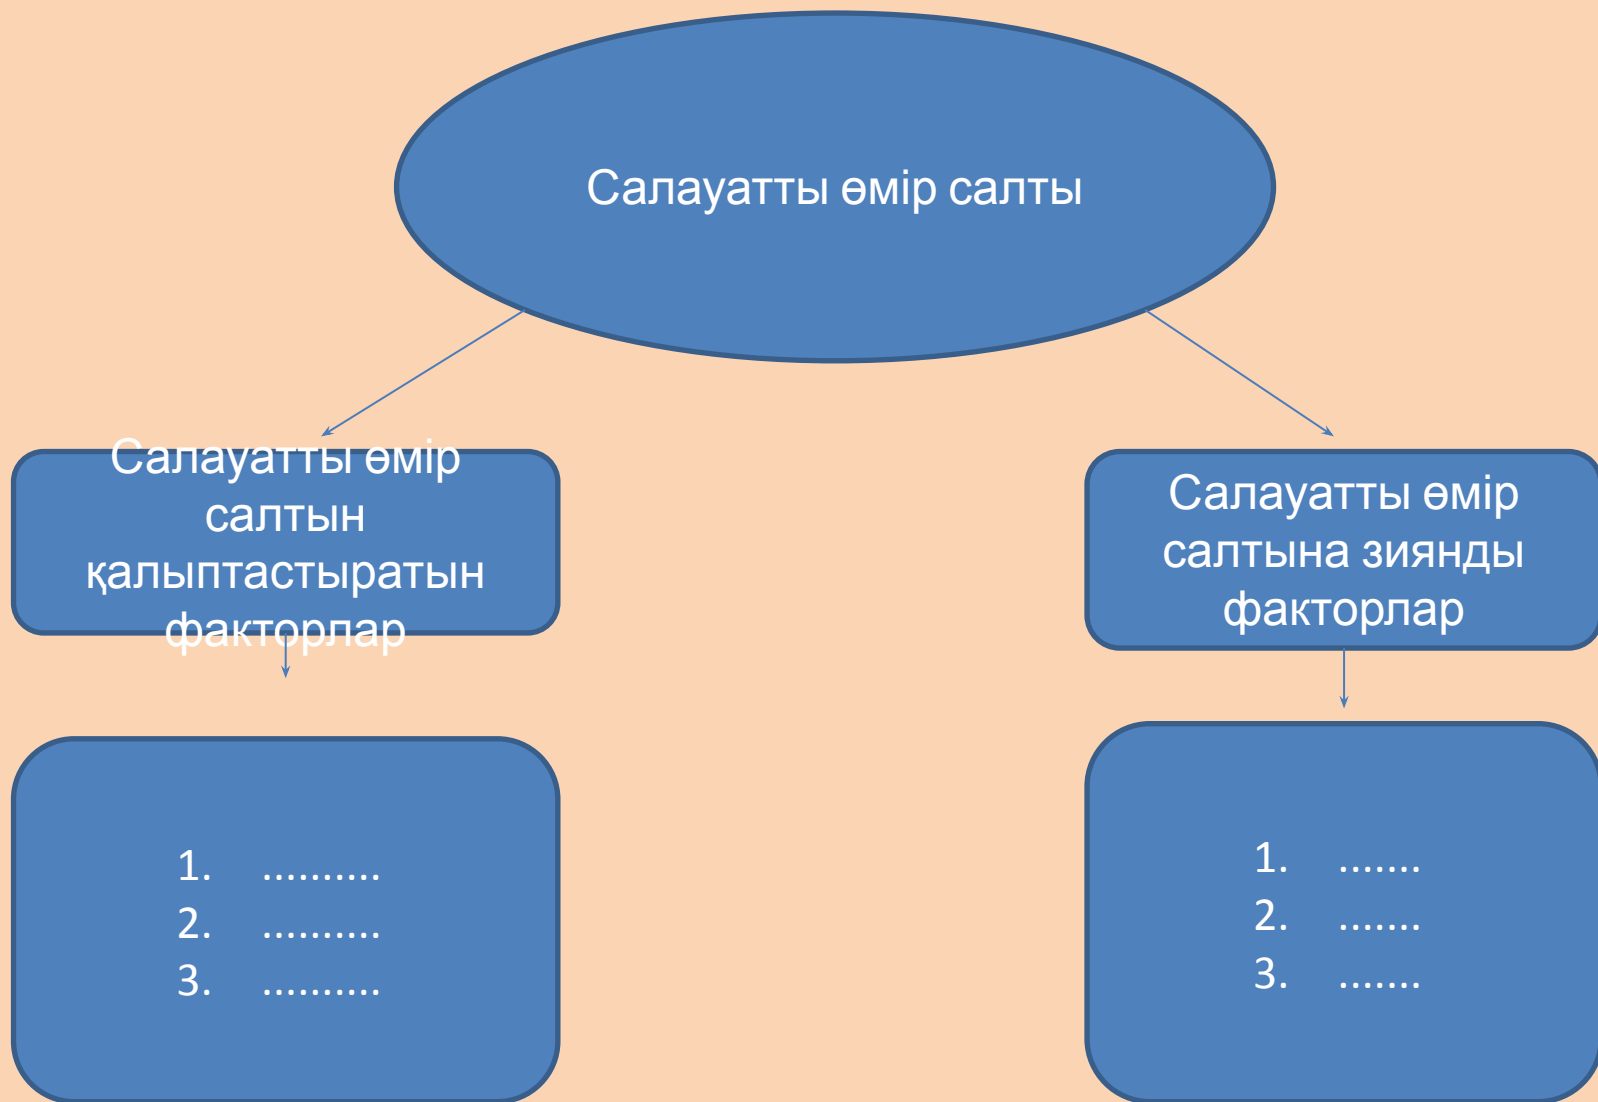 Салауатты өмір салты
Салауатты өмір
салтын
қалыптастыратын
факторлар
Салауатты өмір
салтына зиянды
факторлар
1. ..........
2. ..........
3. ..........
1. .......
2. .......
3. .......